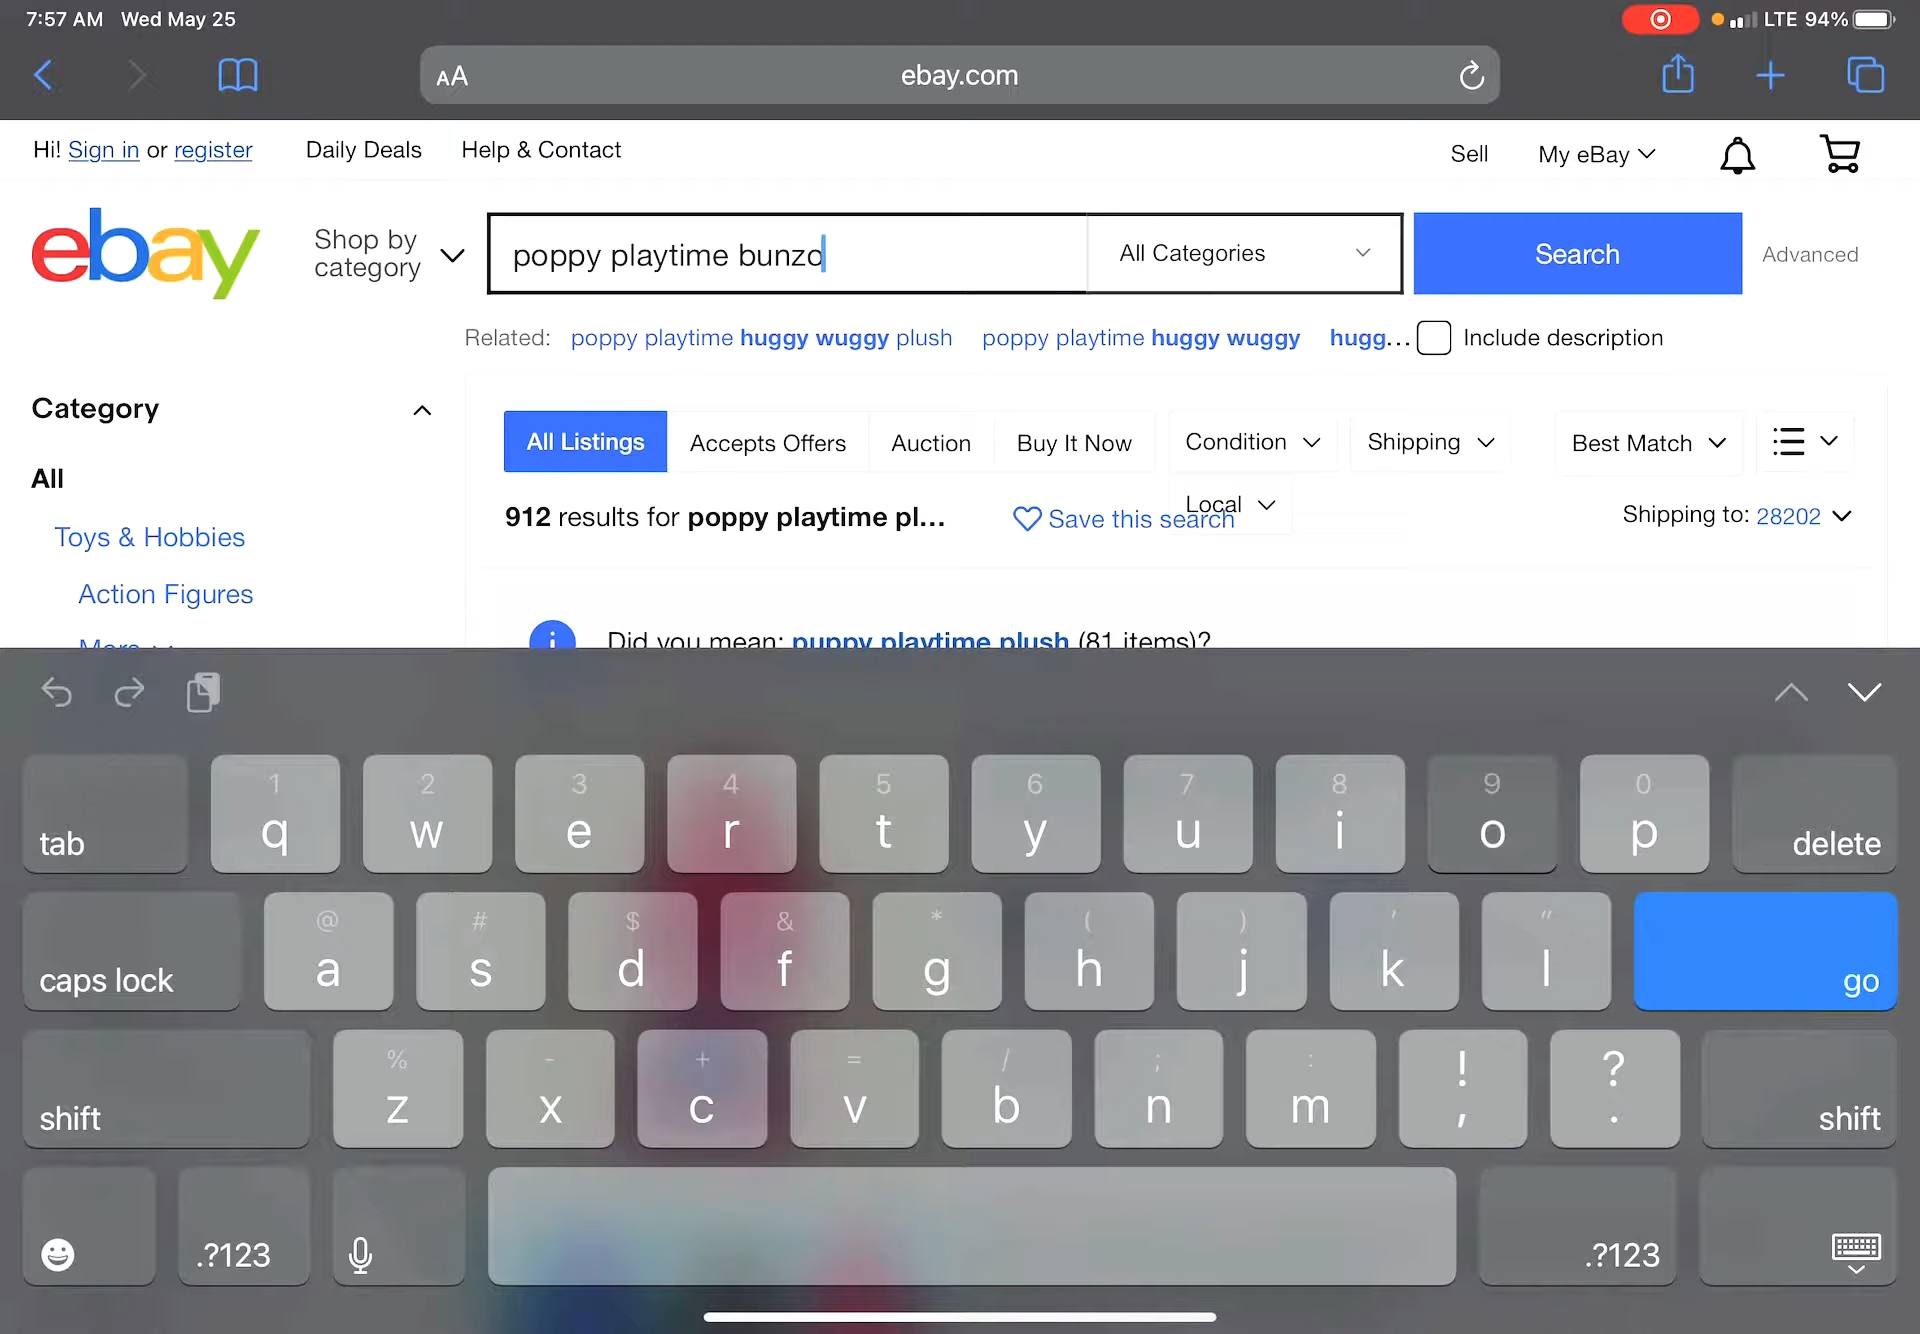 7:57 AM Wed May 25
LTE 94%
AA
ebay.com
Hi! Sign in or register Daily Deals Help & Contact Sell My eBay
ebay
Shop by
category
poppy playtime bunzo
All Categories
Search
Advanced
Related: poppy playtime huggy wuggy plush poppy playtime huggy wuggy hugg... Include description
Category
All
Toys & Hobbies
Action Figures
More
All Listings Accepts Offers Auction Buy It Now Condition Shipping Best Match
Local
912 results for poppy playtime pl... Save this search Shipping to: 28202
Did you mean: puppy playtime plush (81 items)?
1 2 3 4 5 6 7 8 9 0
tab q w e r t y u i o p delete
@ # $ & * ( ) ' "
caps lock a s d f g h j k l go
% - + = / ; : ! ?
shift z x c v b n m , . shift
.?123 .?123